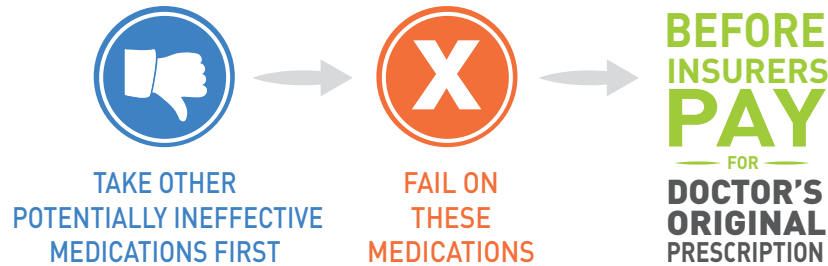 TAKE OTHER
POTENTIALLY INEFFECTIVE
MEDICATIONS FIRST
X
FAIL ON
THESE
MEDICATIONS
BEFORE
INSURERS
PAY
FOR
DOCTOR'S
ORIGINAL
PRESCRIPTION